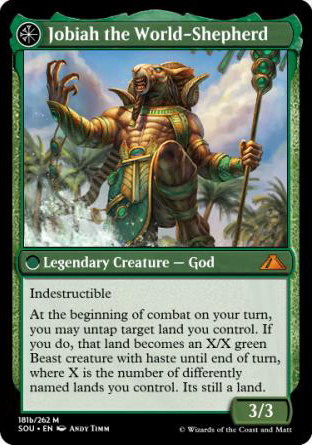 Jobiah the World-Shepherd
Legendary Creature — God
Indestructible
At the beginning of combat on your turn,
you may untap target land you control. If
you do, that land becomes an X/X green
Beast creature with haste until end of turn,
where X is the number of differently
named lands you control. Its still a land.
3/3
181b/262 M
SOU • EN Andy Timm
© Wizards of the Coast and Matt